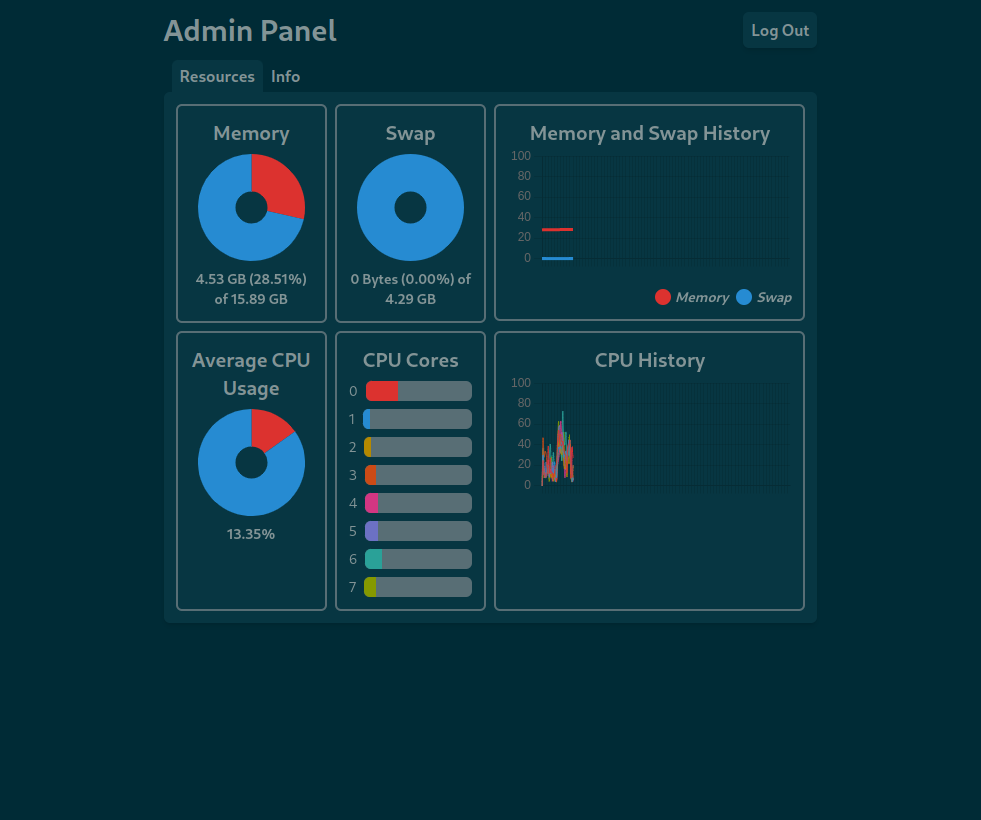 Admin Panel
Log Out
Resources
Info
Memory
4.53 GB (28.51%)
of 15.89 GB
Swap
0 Bytes (0.00%) of
4.29 GB
Memory and Swap History
100
80
60
40
20
0
Memory
Swap
Average CPU
Usage
13.35%
CPU Cores
0
1
2
3
4
5
6
7
CPU History
100
80
60
40
20
0